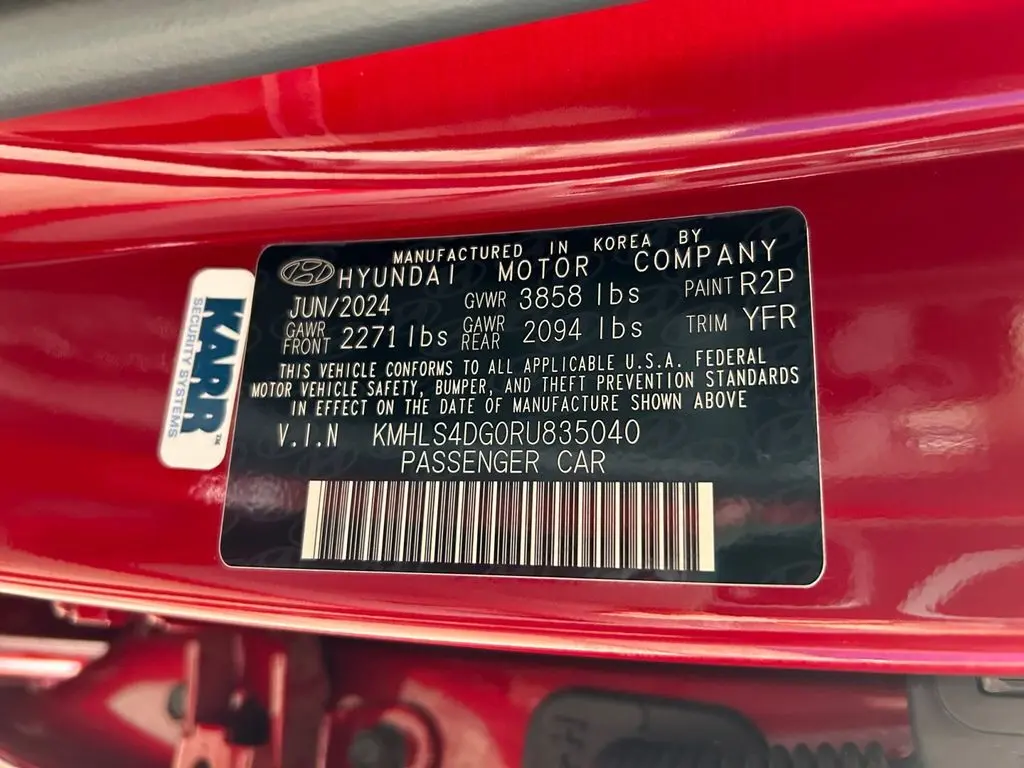 MANUFACTURED IN KOREA BY
HYUNDAI MOTOR COMPANY
JUN/2024 GVWR 3858 lbs PAINT R2P
GAWR FRONT 2271 lbs GAWR REAR 2094 lbs TRIM YFR
THIS VEHICLE CONFORMS TO ALL APPLICABLE U.S.A. FEDERAL
MOTOR VEHICLE SAFETY, BUMPER, AND THEFT PREVENTION STANDARDS
IN EFFECT ON THE DATE OF MANUFACTURE SHOWN ABOVE
V.I.N KMHLS4DG0RU835040
PASSENGER CAR
KARR™
SECURITY SYSTEMS